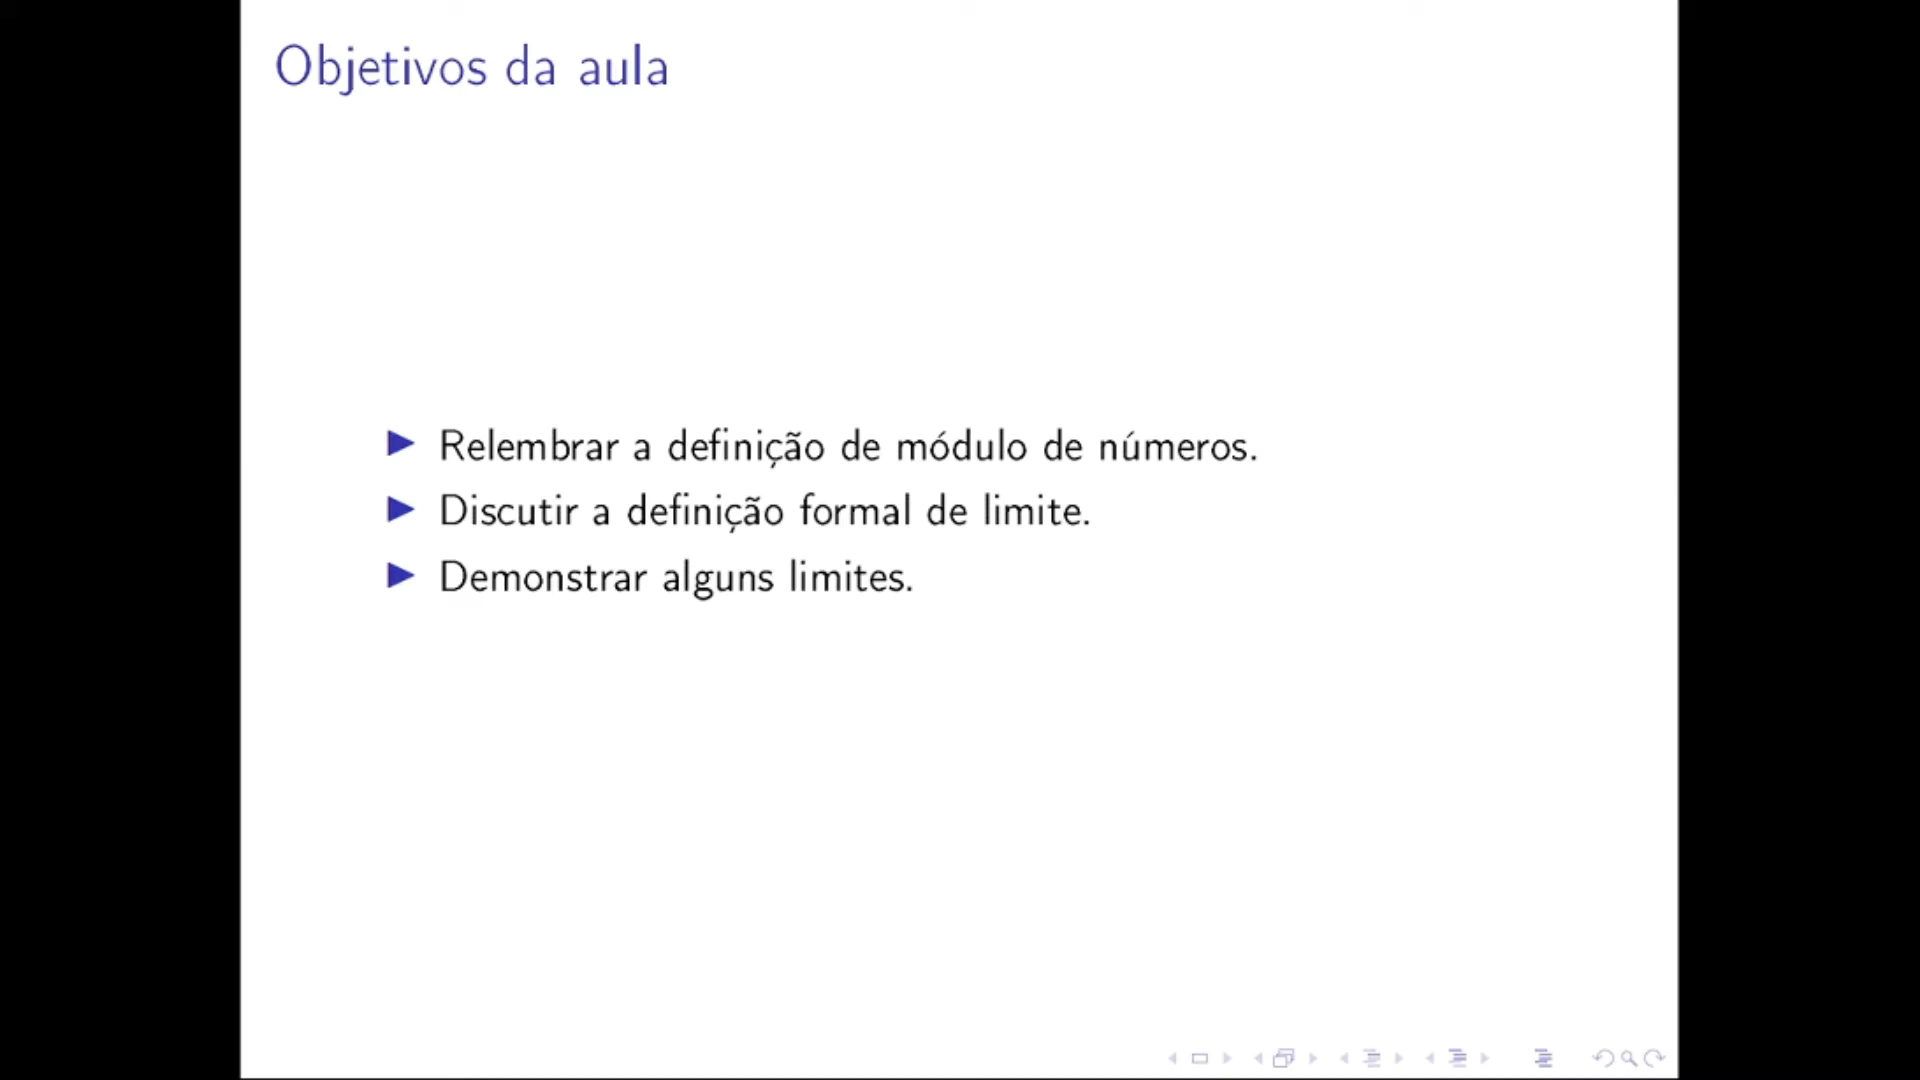 Objetivos da aula
Relembrar a definição de módulo de números.
Discutir a definição formal de limite.
Demonstrar alguns limites.